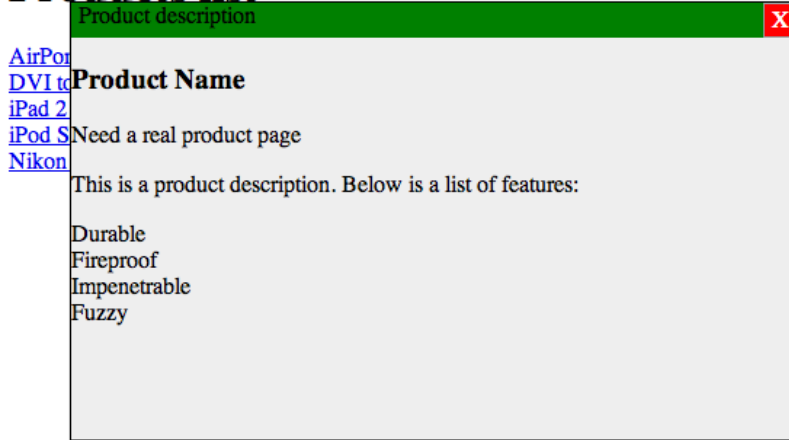 Product description
X
AirPor
DVI to
iPad 2
iPod S
Nikon
Product Name
Need a real product page
This is a product description. Below is a list of features:
Durable
Fireproof
Impenetrable
Fuzzy